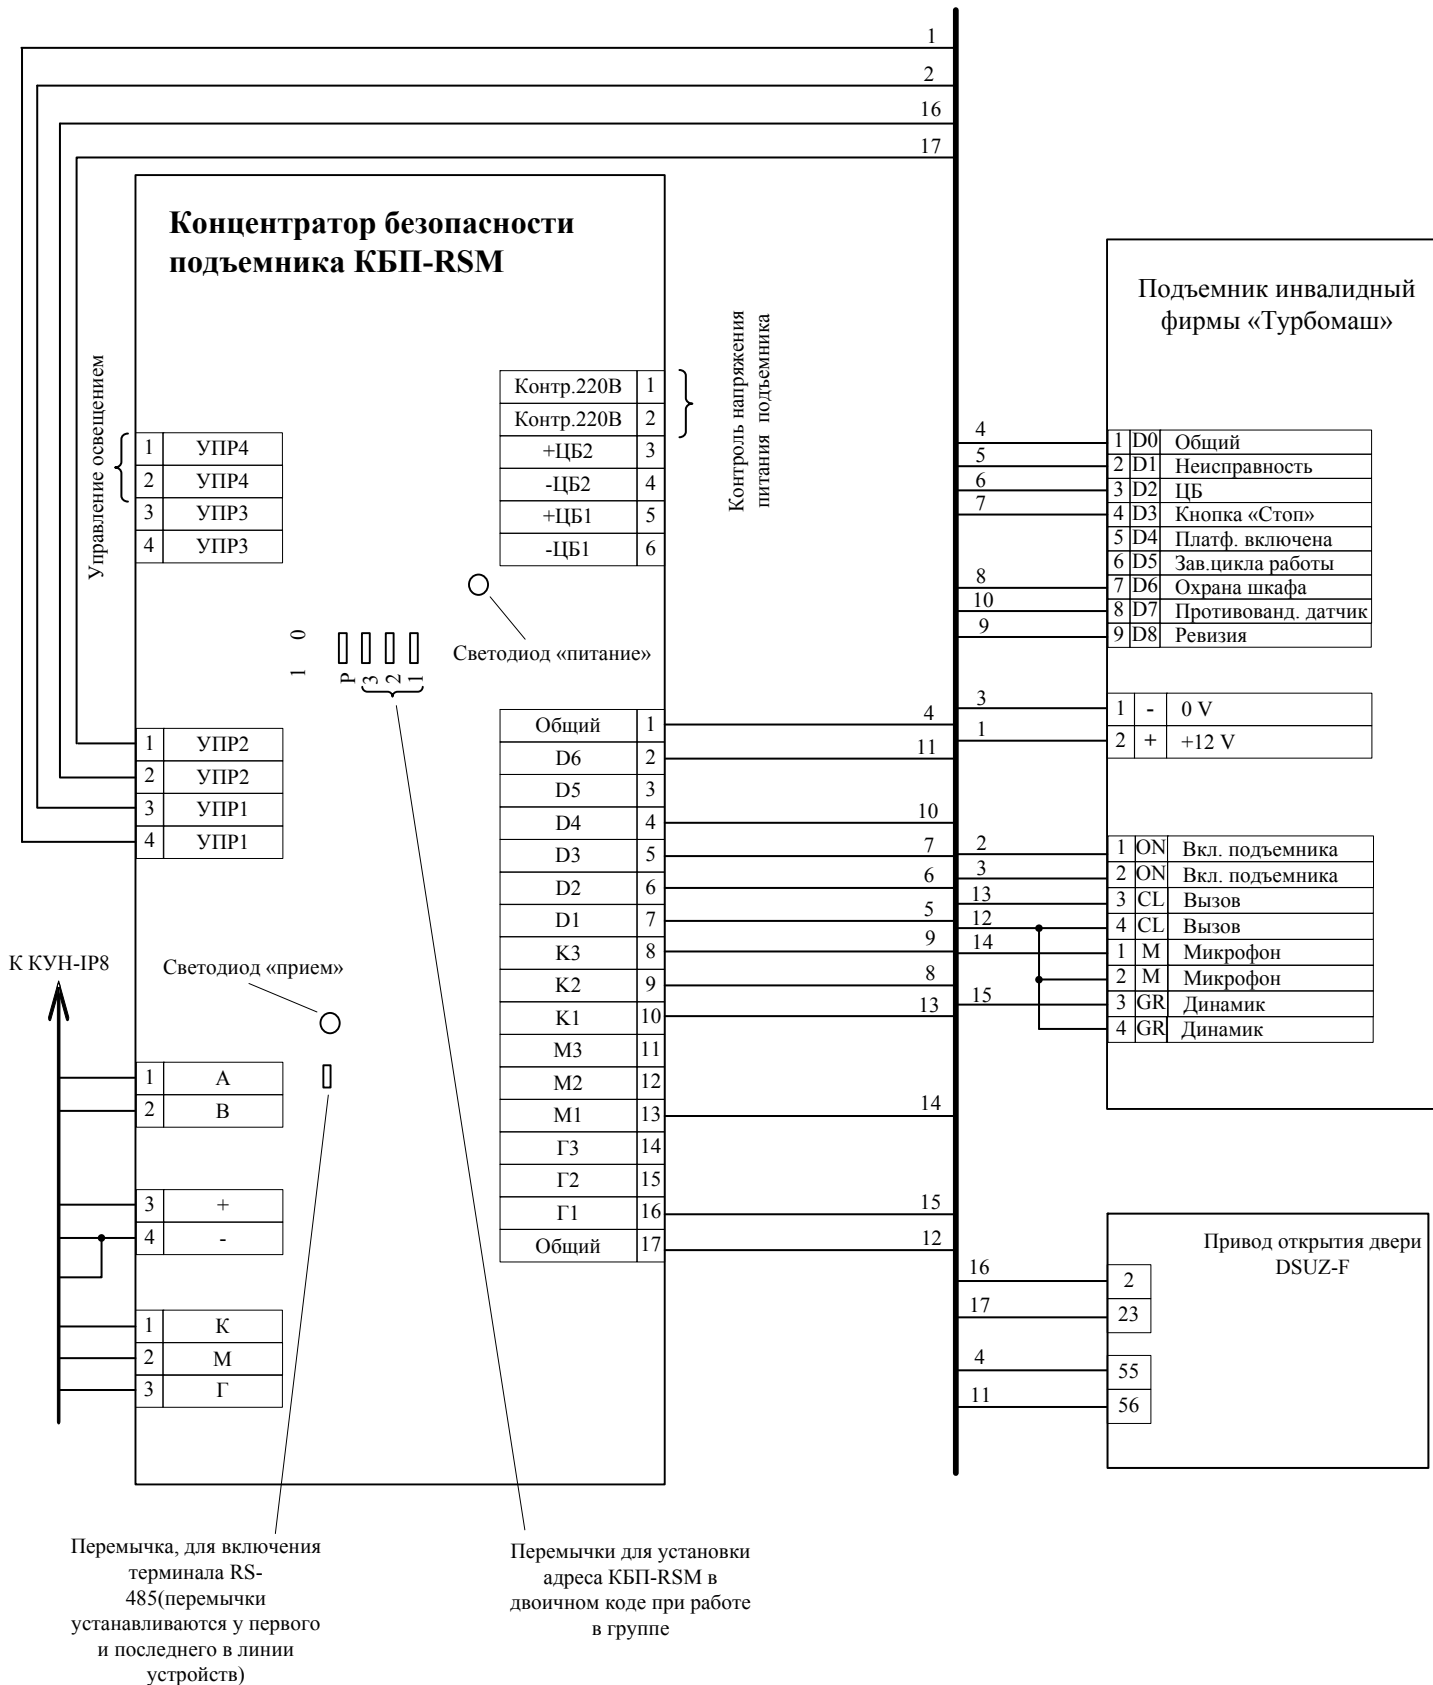 1
2
16
17
Концентратор безопасности
подъемника КБП-RSM
Управление освещением
1 УПР4
2 УПР4
3 УПР3
4 УПР3
Контр.220В 1
Контр.220В 2
+ЦБ2 3
-ЦБ2 4
+ЦБ1 5
-ЦБ1 6
Контроль напряжения
питания подъемника
Светодиод «питание»
1 0
P 3 2 1
1 УПР2
2 УПР2
3 УПР1
4 УПР1
Общий 1 4
D6 2 11
D5 3
D4 4 10
D3 5 7
D2 6 6
D1 7 5
K3 8 9
K2 9 8
K1 10 13
M3 11
M2 12
M1 13 14
Г3 14
Г2 15
Г1 16 15
Общий 17 12
К КУН-IP8
Светодиод «прием»
1 A
2 B
3 +
4 -
1 К
2 М
3 Г
Подъемник инвалидный
фирмы «Турбомаш»
4 1 D0 Общий
5 2 D1 Неисправность
6 3 D2 ЦБ
7 4 D3 Кнопка «Стоп»
5 D4 Платф. включена
6 D5 Зав.цикла работы
8 7 D6 Охрана шкафа
10 8 D7 Противованд. датчик
9 9 D8 Ревизия
3 1 - 0 V
1 2 + +12 V
2 1 ON Вкл. подъемника
3 2 ON Вкл. подъемника
13 3 CL Вызов
12 4 CL Вызов
14 1 M Микрофон
2 M Микрофон
15 3 GR Динамик
4 GR Динамик
Привод открытия двери
DSUZ-F
16 2
17 23
4 55
11 56
Перемычка, для включения
терминала RS-
485(перемычки
устанавливаются у первого
и последнего в линии
устройств)
Перемычки для установки
адреса КБП-RSM в
двоичном коде при работе
в группе